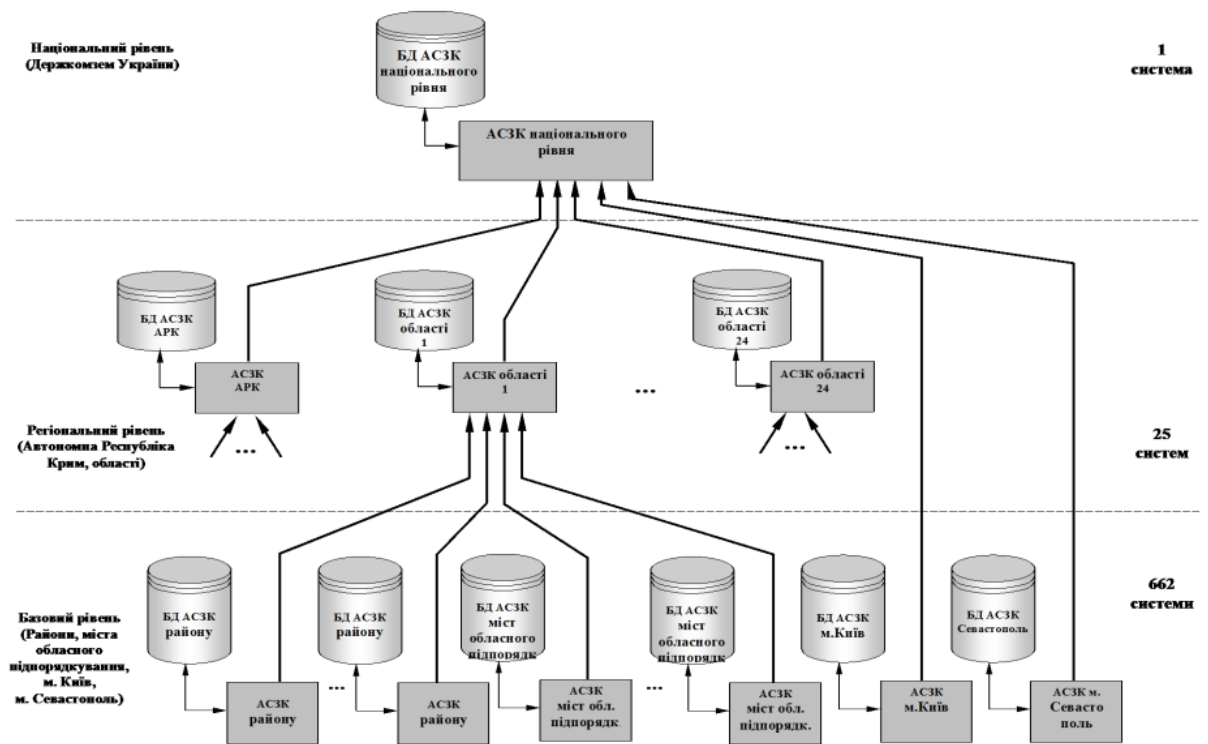 Національний рівень
(Держкомзем України)
БД АСЗК
національного
рівня
1
система
АСЗК національного
рівня
БД АСЗК
АРК
БД АСЗК
області
1
БД АСЗК
області
24
АСЗК
АРК
АСЗК області
1
...
АСЗК області
24
Регіональний рівень
(Автономна Республіка
Крим, області)
...
...
25
систем
БД АСЗК
району
БД АСЗК
району
БД АСЗК
міст
обласного
підпорядк
БД АСЗК
міст
обласного
підпорядк
БД АСЗК
м.Київ
БД АСЗК
Севастополь
662
системи
Базовий рівень
(Райони, міста
обласного
підпорядкування,
м. Київ,
м. Севастополь)
АСЗК
району
...
АСЗК
району
АСЗК
міст обл.
підпорядк.
...
АСЗК
міст обл.
підпорядк.
АСЗК
м.Київ
АСЗК м.
Севасто
поль